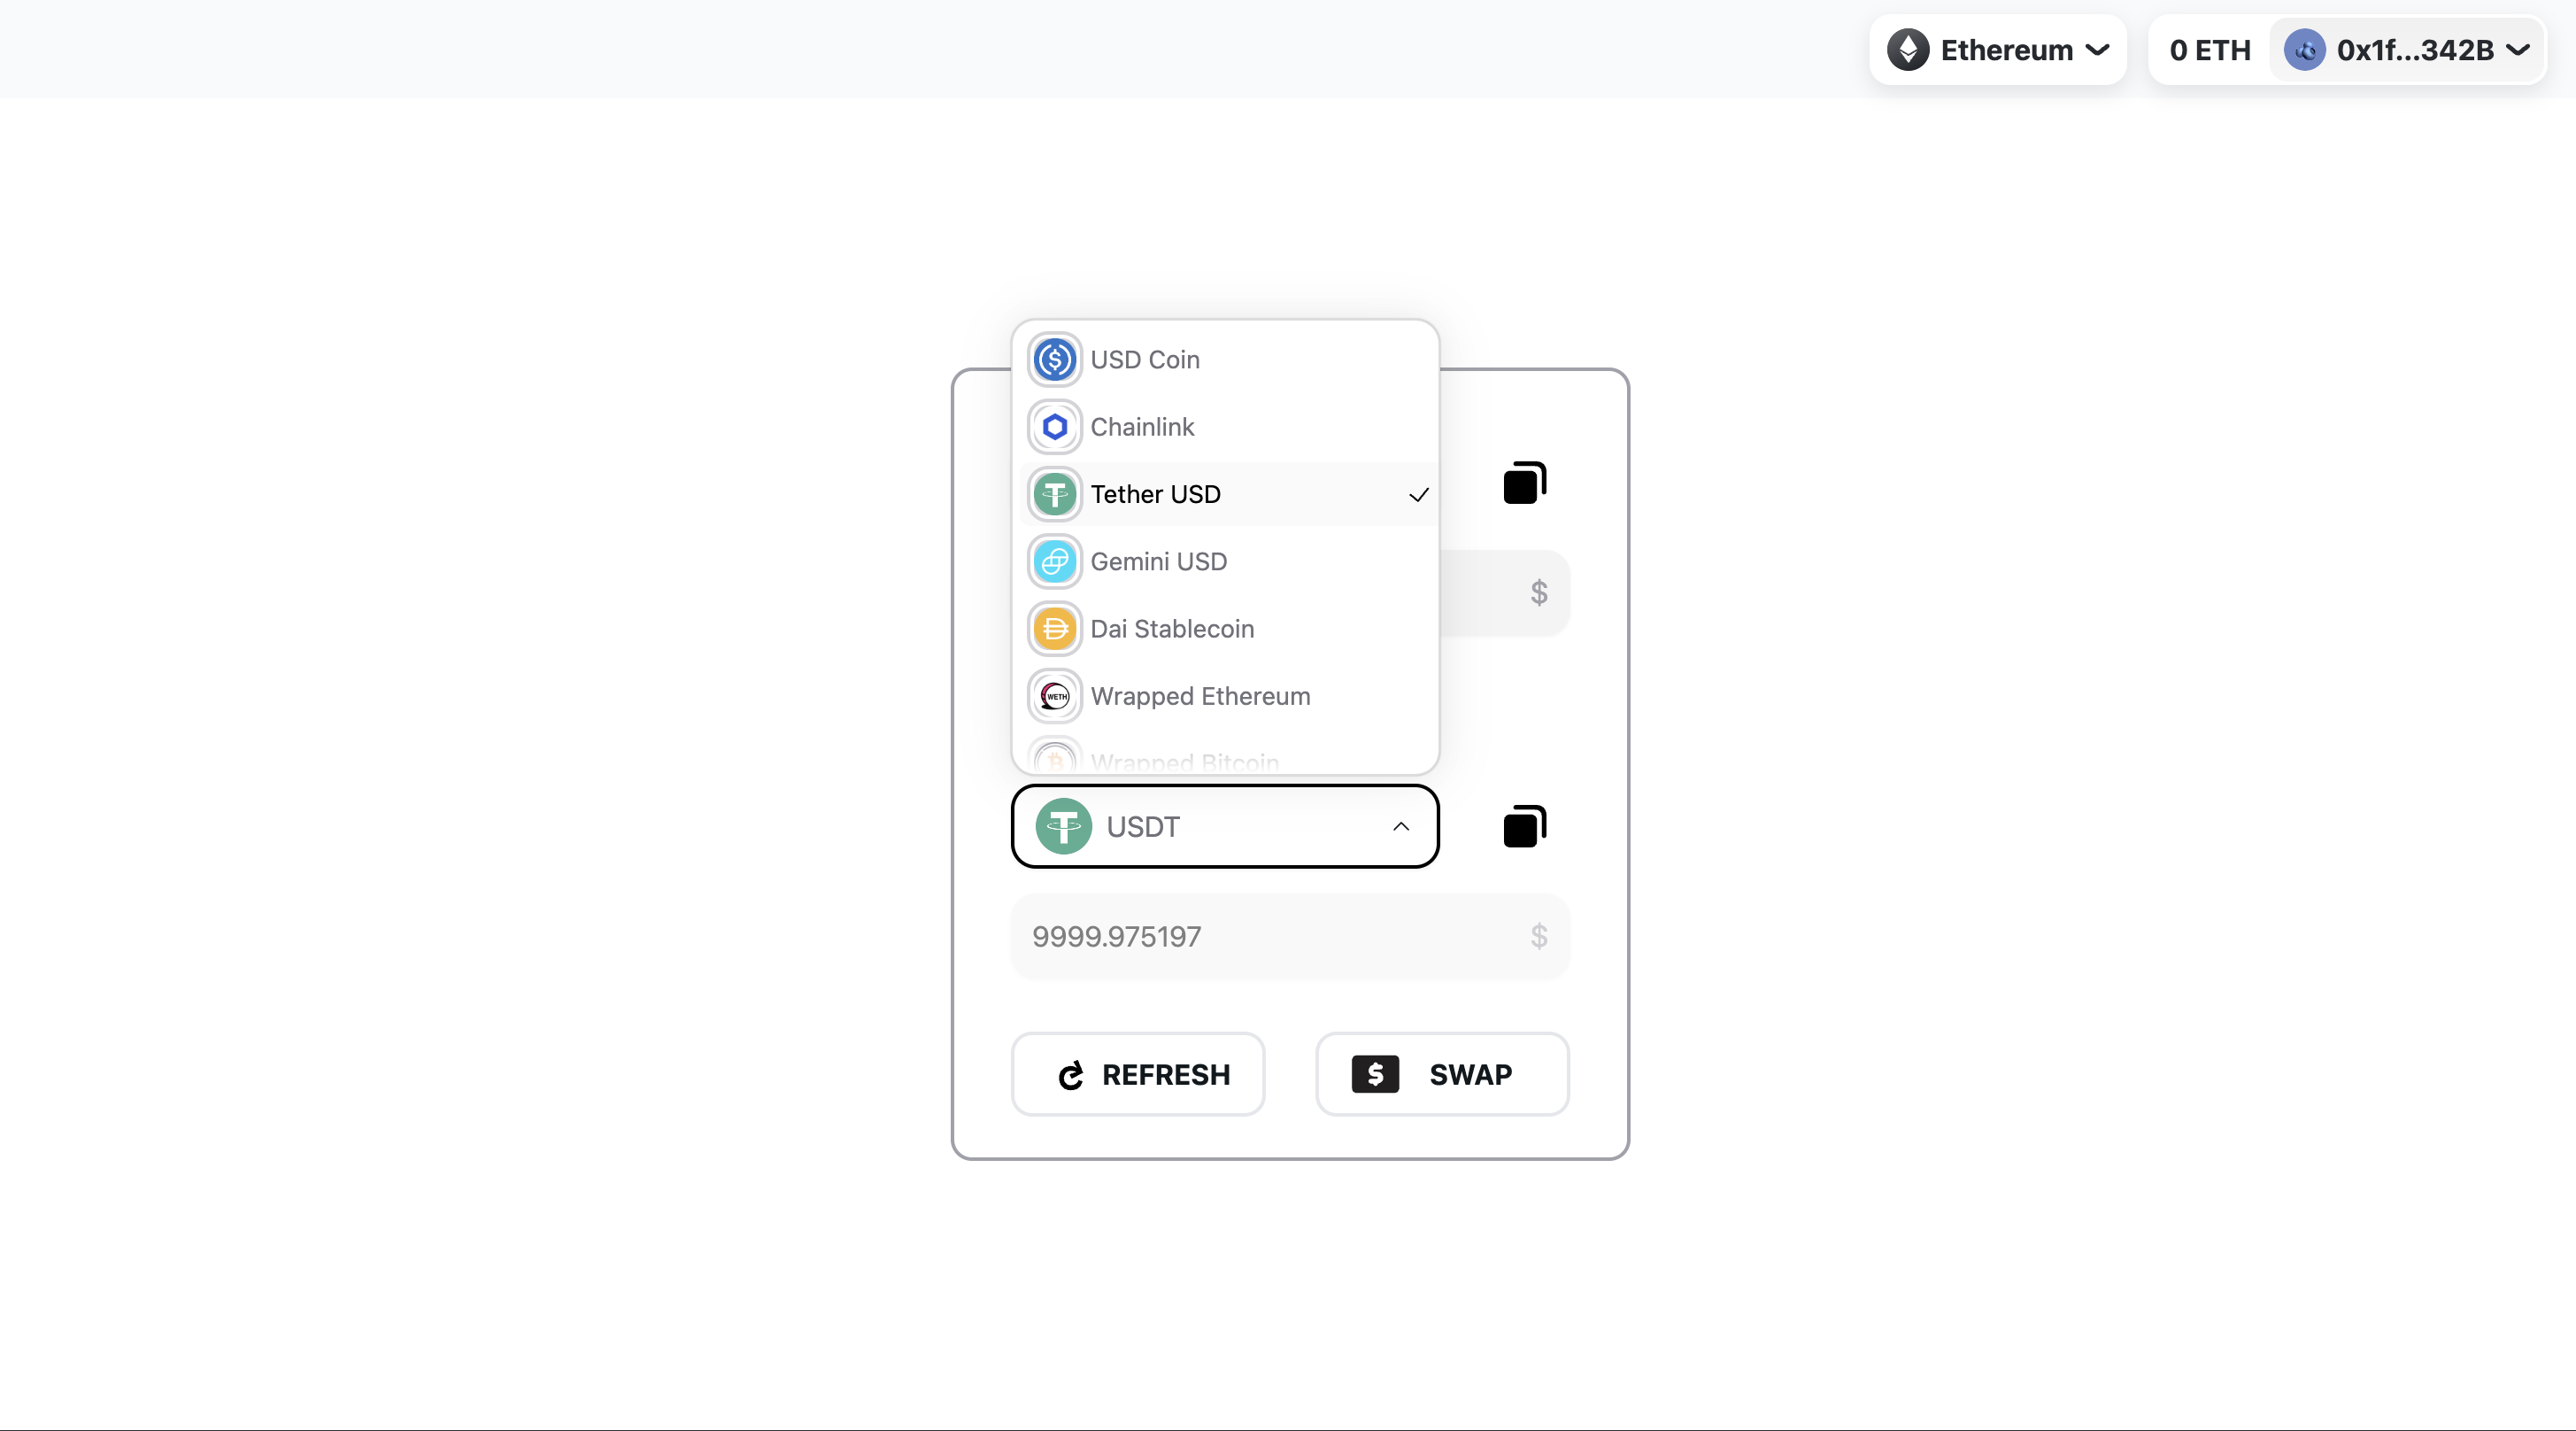 Ethereum
0 ETH
0x1f...342B
USD Coin
Chainlink
Tether USD
Gemini USD
Dai Stablecoin
WETH
Wrapped Ethereum
Wrapped Bitcoin
$
USDT
9999.975197
$
REFRESH
$ SWAP